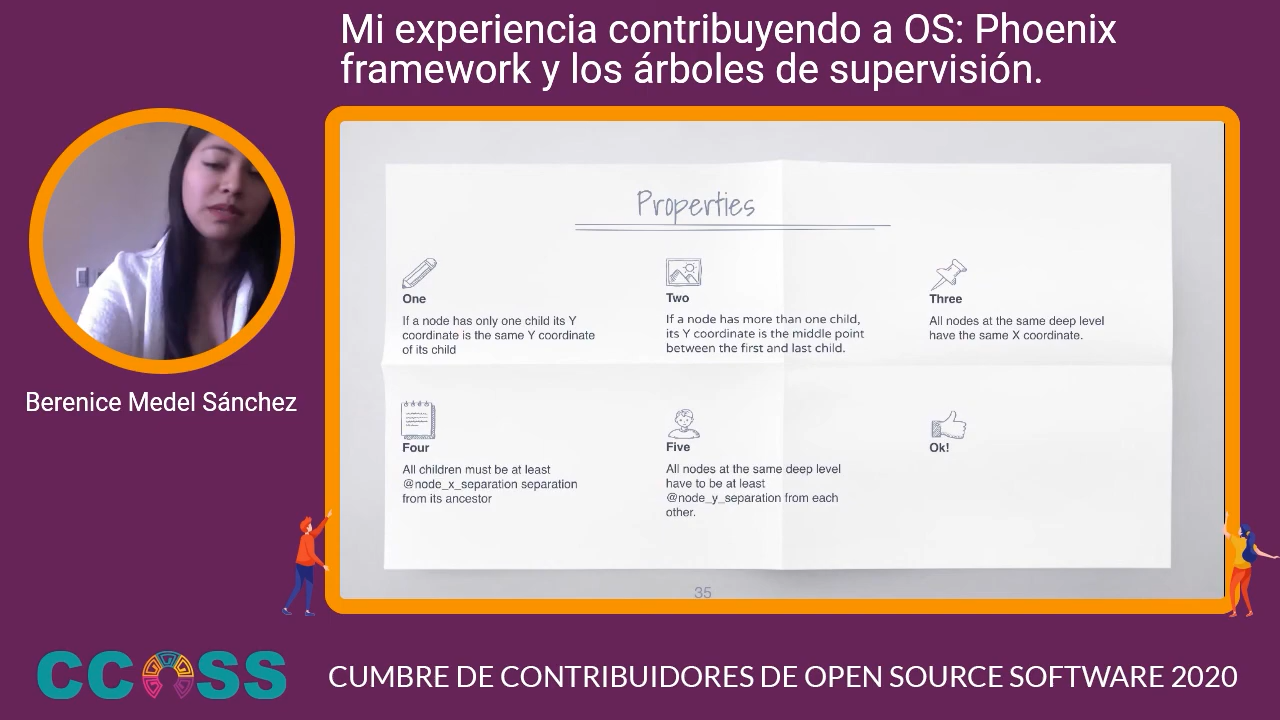 Mi experiencia contribuyendo a OS: Phoenix
framework y los árboles de supervisión.
Berenice Medel Sánchez
Properties
One
If a node has only one child its Y
coordinate is the same Y coordinate
of its child
Two
If a node has more than one child,
its Y coordinate is the middle point
between the first and last child.
Three
All nodes at the same deep level
have the same X coordinate.
Four
All children must be at least
@node_x_separation separation
from its ancestor
Five
All nodes at the same deep level
have to be at least
@node_y_separation from each
other.
Ok!
35
CCOSS
CUMBRE DE CONTRIBUIDORES DE OPEN SOURCE SOFTWARE 2020